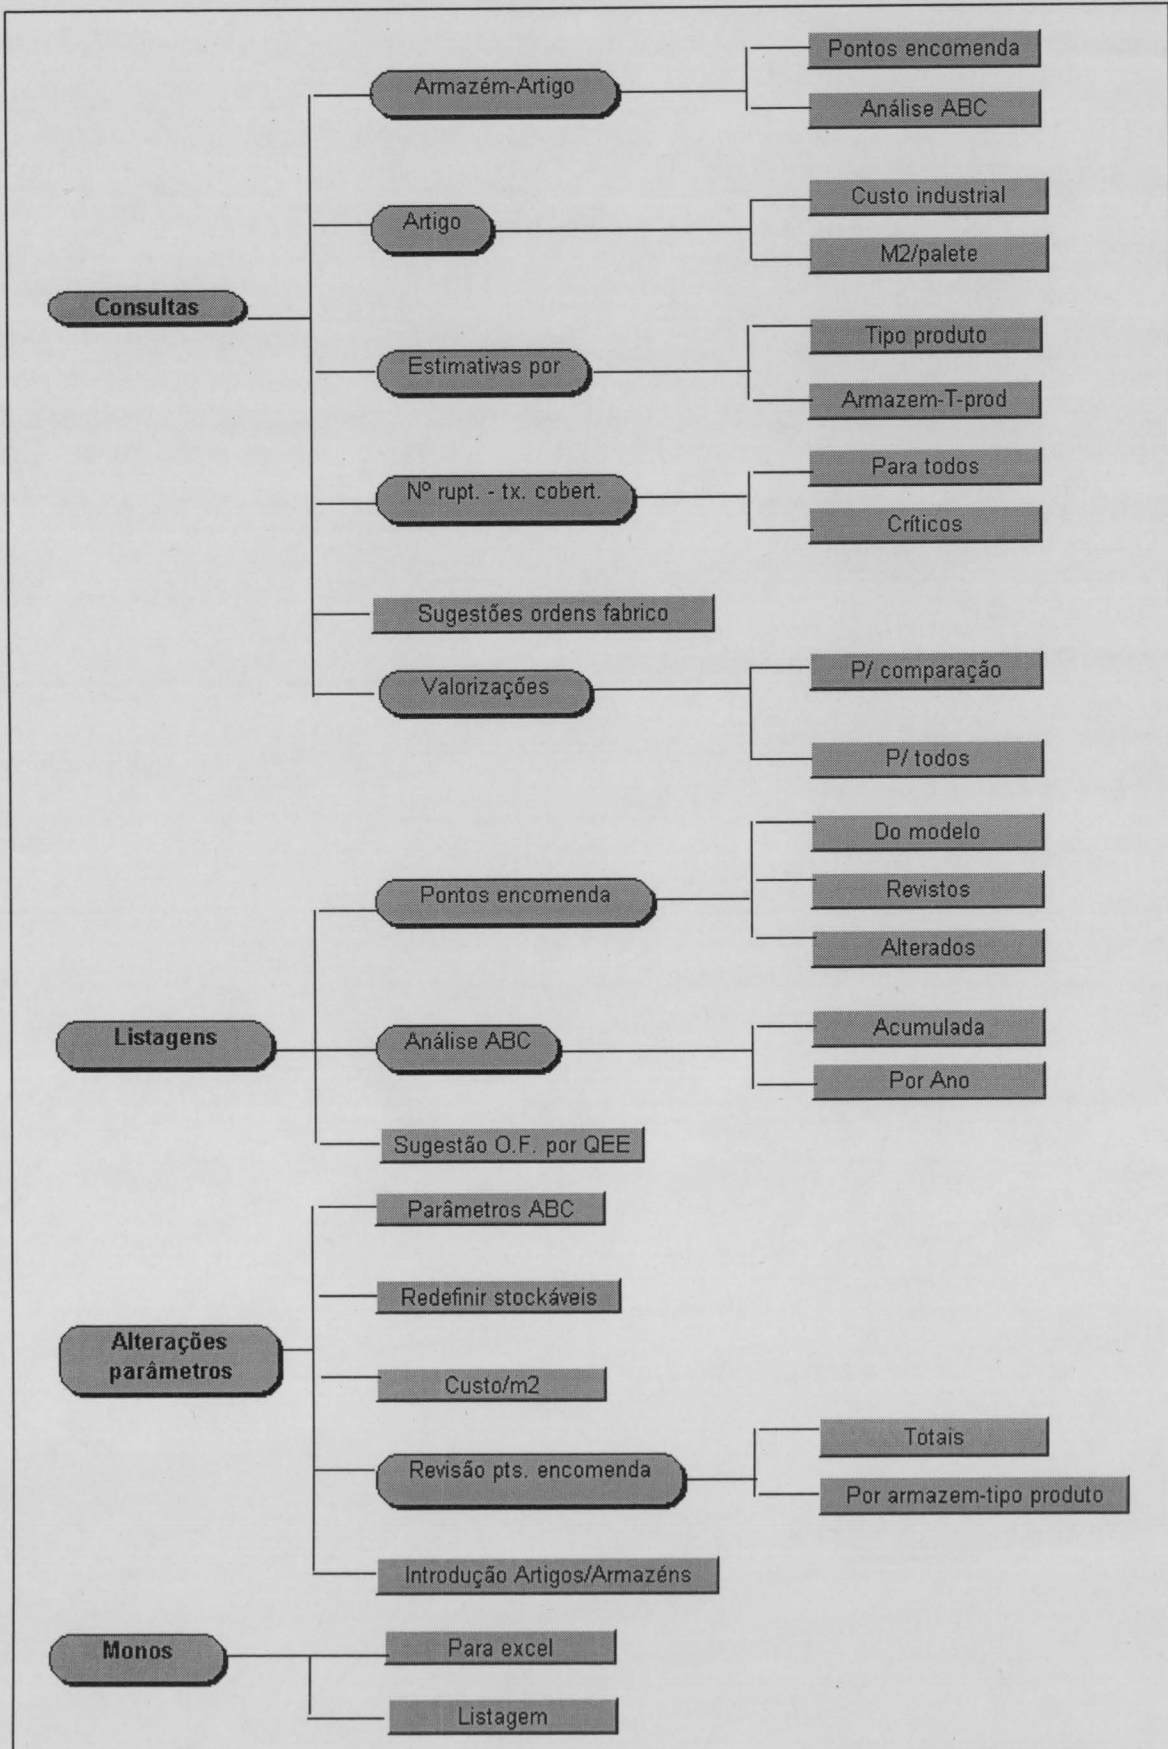 Consultas
Armazém-Artigo
Pontos encomenda
Análise ABC
Artigo
Custo industrial
M2/palete
Estimativas por
Tipo produto
Armazem-T-prod
Nº rupt. - tx. cobert.
Para todos
Críticos
Sugestões ordens fabrico
Valorizações
P/ comparação
P/ todos
Listagens
Pontos encomenda
Do modelo
Revistos
Alterados
Análise ABC
Acumulada
Por Ano
Sugestão O.F. por QEE
Alterações
parâmetros
Parâmetros ABC
Redefinir stockáveis
Custo/m2
Revisão pts. encomenda
Totais
Por armazem-tipo produto
Introdução Artigos/Armazéns
Monos
Para excel
Listagem